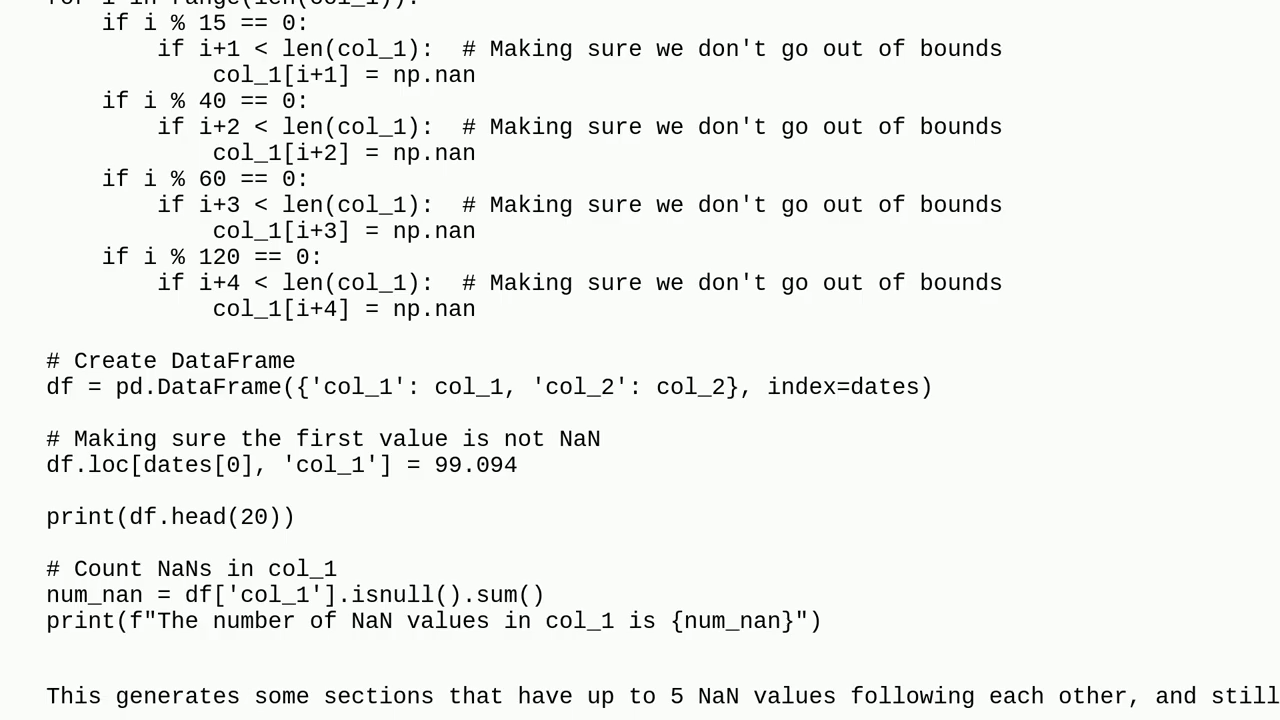 for i in range(len(col_1)):
    if i % 15 == 0:
        if i+1 < len(col_1):  # Making sure we don't go out of bounds
            col_1[i+1] = np.nan
    if i % 40 == 0:
        if i+2 < len(col_1):  # Making sure we don't go out of bounds
            col_1[i+2] = np.nan
    if i % 60 == 0:
        if i+3 < len(col_1):  # Making sure we don't go out of bounds
            col_1[i+3] = np.nan
    if i % 120 == 0:
        if i+4 < len(col_1):  # Making sure we don't go out of bounds
            col_1[i+4] = np.nan

# Create DataFrame
df = pd.DataFrame({'col_1': col_1, 'col_2': col_2}, index=dates)

# Making sure the first value is not NaN
df.loc[dates[0], 'col_1'] = 99.094

print(df.head(20))

# Count NaNs in col_1
num_nan = df['col_1'].isnull().sum()
print(f"The number of NaN values in col_1 is {num_nan}")

This generates some sections that have up to 5 NaN values following each other, and still